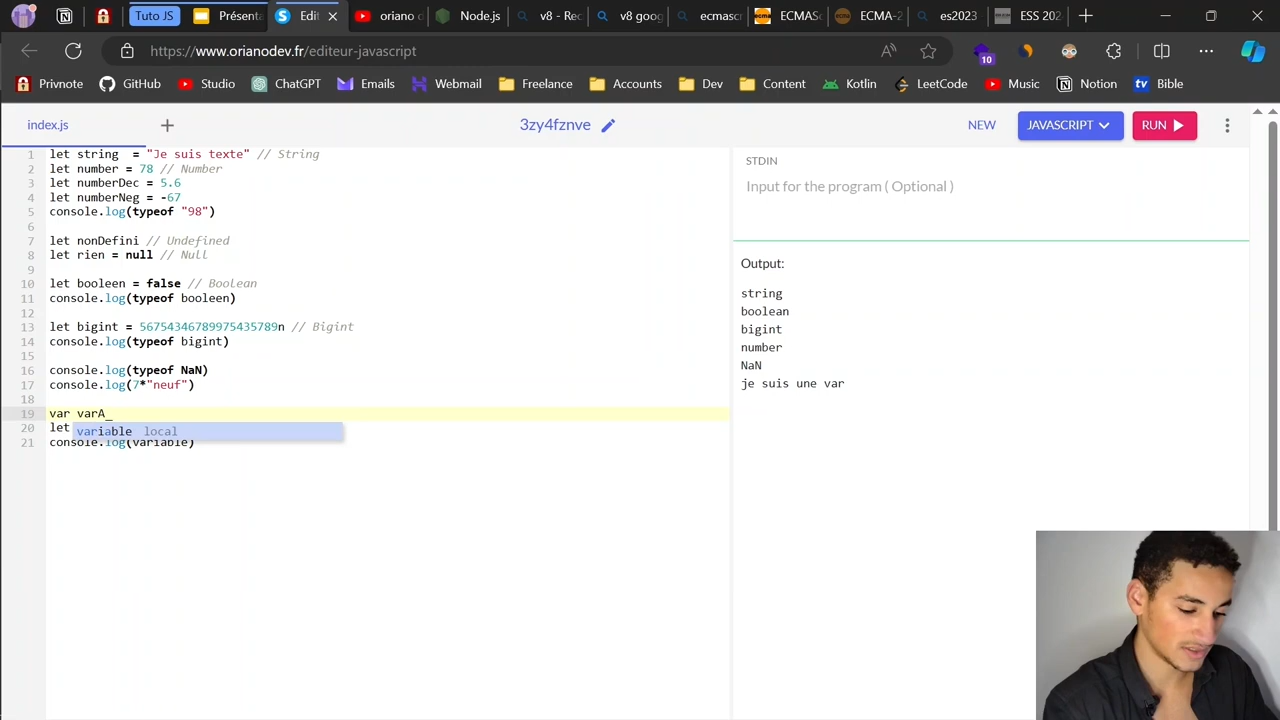 Tuto JS
Présenta
Edit
oriano d
Node.js
v8 - Rec
v8 goog
ecmascr
ecma
ECMASc
ECMA-2
es2023
ESS 202
https://www.orianodev.fr/editeur-javascript
10
Privnote
GitHub
Studio
ChatGPT
Emails
Wermail
Freelance
Accounts
Dev
Content
Kotlin
LeetCode
Music
Notion
tv Bible
index.js
3zy4fznve
NEW
JAVASCRIPT
RUN
1 let string  = "Je suis texte" // String
2 let number = 78 // Number
3 let numberDec = 5.6
4 let numberNeg = -67
5 console.log(typeof "98")
6
7 let nonDefini // Undefined
8 let rien = null // Null
9
10 let booleen = false // Boolean
11 console.log(typeof booleen)
12
13 let bigint = 56754346789975435789n // Bigint
14 console.log(typeof bigint)
15
16 console.log(typeof NaN)
17 console.log(7*"neuf")
18
19 var varA_
20 let
variable local
21 console.log(variable)
STDIN
Input for the program ( Optional )
Output:
string
boolean
bigint
number
NaN
je suis une var